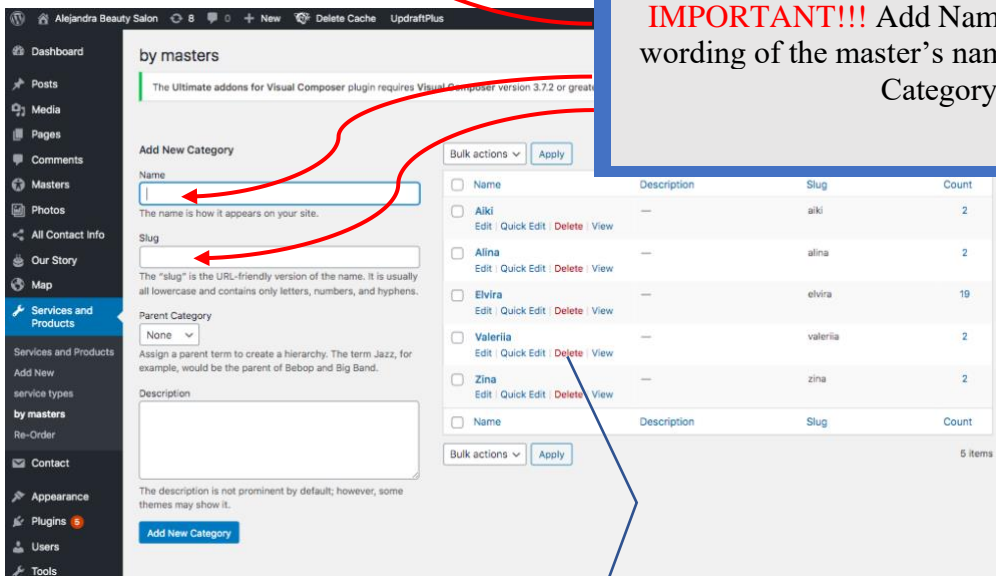 Alejandra Beauty Salon 8 0 + New Delete Cache UpdraftPlus
IMPORTANT!!! Add
wording of the master's
Category
Dashboard
Posts
Media
Pages
Comments
Masters
Photos
All Contact Info
Our Story
Map
Services and
Products
Services and Products
Add New
service types
by masters
Re-Order
Contact
Appearance
Plugins 5
Users
Tools
by masters
The Ultimate addons for Visual Composer plugin requires Visual Composer version 3.7.2 or
Add New Category
Name
The name is how it appears on your site.
Slug
The "slug" is the URL-friendly version of the name. It is usually
all lowercase and contains only letters, numbers, and hyphens.
Parent Category
None
Assign a parent term to create a hierarchy. The term Jazz, for
example, would be the parent of Bebop and Big Band.
Description
The description is not prominent by default; however, some
themes may show it.
Add New Category
Bulk actions Apply
Name Description Slug Count
Aiki — aiki 2
Edit | Quick Edit | Delete | View
Alina — alina 2
Edit | Quick Edit | Delete | View
Elvira — elvira 19
Edit | Quick Edit | Delete | View
Valeriia — valeriia 2
Edit | Quick Edit | Delete | View
Zina — zina 2
Edit | Quick Edit | Delete | View
Name Description Slug Count
Bulk actions Apply
5 items